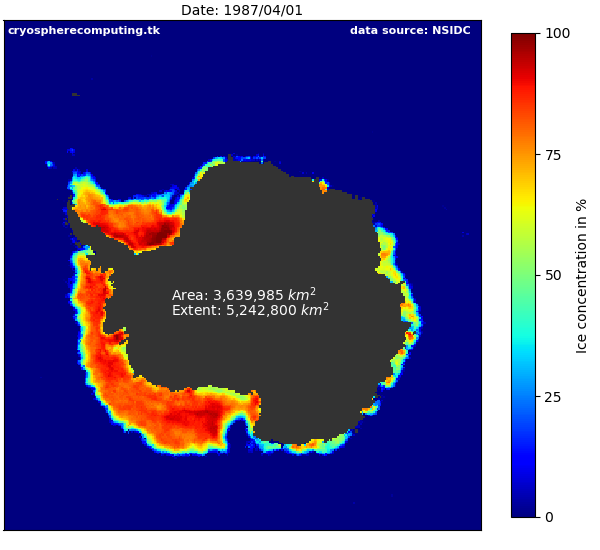 Date: 1987/04/01
cryospherecomputing.tk data source: NSIDC
Area: 3,639,985 km²
Extent: 5,242,800 km²
100
75
50
25
0
Ice concentration in %